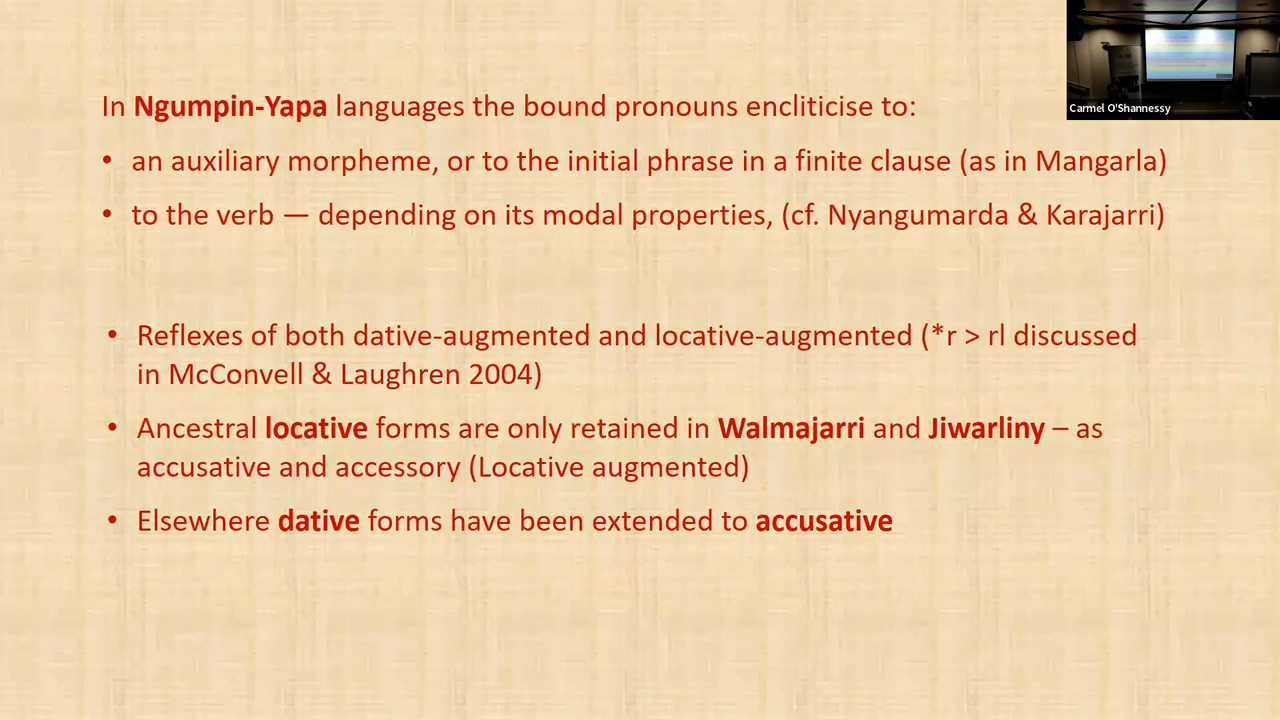 Carmel O'Shannessy
In Ngumpin-Yapa languages the bound pronouns encliticise to:
• an auxiliary morpheme, or to the initial phrase in a finite clause (as in Mangarla)
• to the verb — depending on its modal properties, (cf. Nyangumarda & Karajarri)
• Reflexes of both dative-augmented and locative-augmented (*r > rl discussed
in McConvell & Laughren 2004)
• Ancestral locative forms are only retained in Walmajarri and Jiwarliny – as
accusative and accessory (Locative augmented)
• Elsewhere dative forms have been extended to accusative